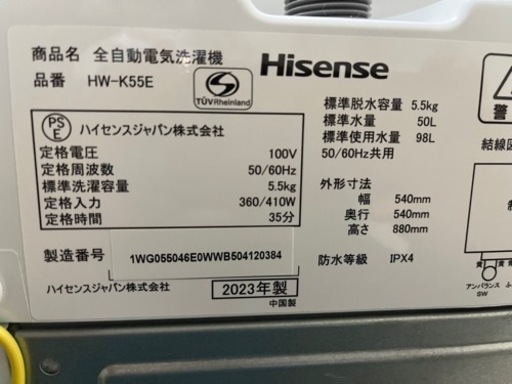 商品名 全自動電気洗濯機
品番 HW-K55E
TÜVRheinland
Hisense
PS
E
ハイセンスジャパン株式会社
定格電圧 100V
定格周波数 50/60Hz
標準洗濯容量 5.5kg
定格入力 360/410W
定格時間 35分
製造番号 1WG055046E0WWB504120384
ハイセンスジャパン株式会社 2023年製
中国製
標準脱水容量 5.5kg
標準水量 50L
標準使用水量 98L
50/60Hz共用
外形寸法
幅 540mm
奥行 540mm
高さ 880mm
防水等級 IPX4
警
結線図
制
黄 黄 黄
アンバランス ふ
SW